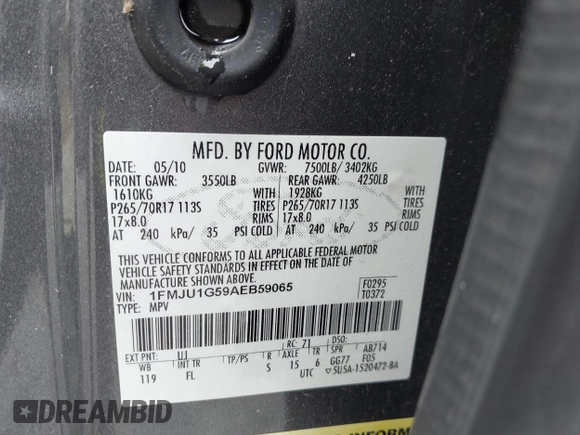 MFD. BY FORD MOTOR CO.
DATE: 05/10 GVWR: 7500LB/ 3402KG
FRONT GAWR: 3550LB REAR GAWR: 4250LB
1610KG WITH 1928KG WITH
P265/70R17 113S TIRES P265/70R17 113S TIRES
17x8.0 RIMS 17x8.0 RIMS
AT 240 kPa/ 35 PSI COLD AT 240 kPa/ 35 PSI COLD
THIS VEHICLE CONFORMS TO ALL APPLICABLE FEDERAL MOTOR
VEHICLE SAFETY STANDARDS IN EFFECT ON THE DATE OF
MANUFACTURE SHOWN ABOVE.
VIN: 1FMJU1G59AEB59065 F0295
TYPE: MPV T0372
EXT PNT: UJ RC: 71 DSO:
WB INT TR TP/PS R AXLE TR SPR AB714
119 FL S 15 6 GG77 F05
UTC ▽5U5A-1520472-BA
INFORM
DREAMBID